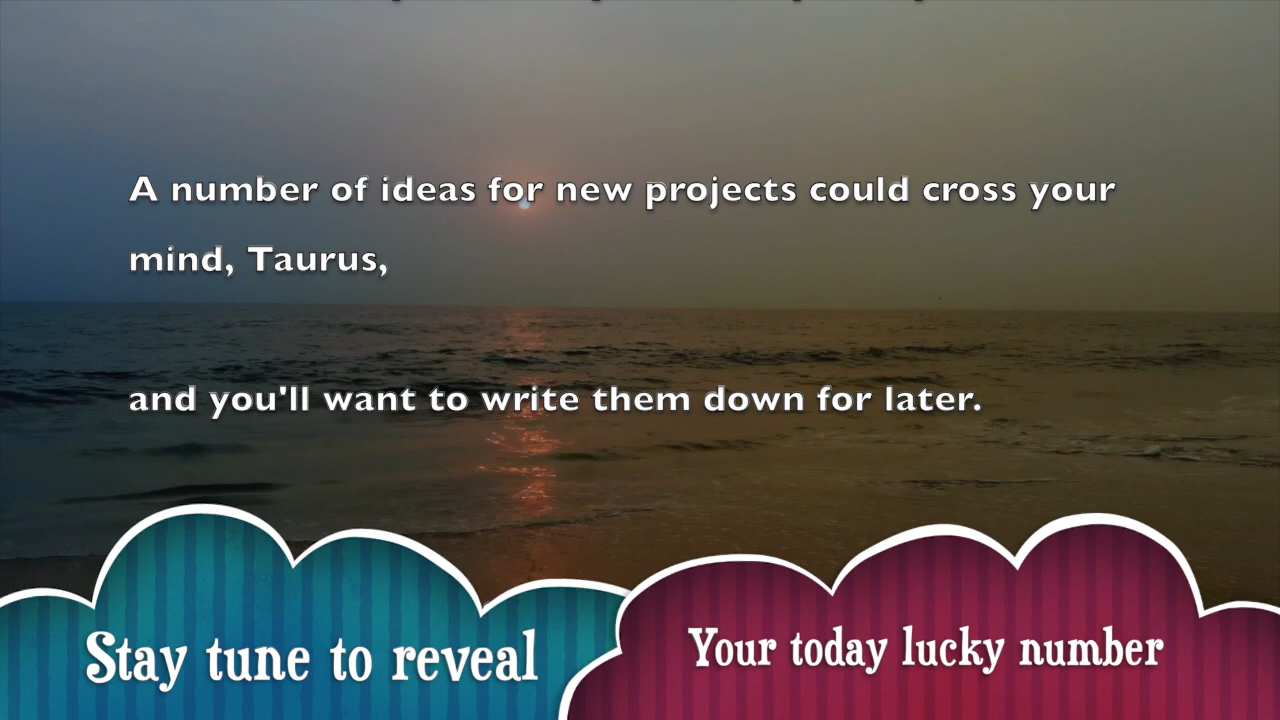 A number of ideas for new projects could cross your
mind, Taurus,
and you'll want to write them down for later.
Stay tune to reveal
Your today lucky number